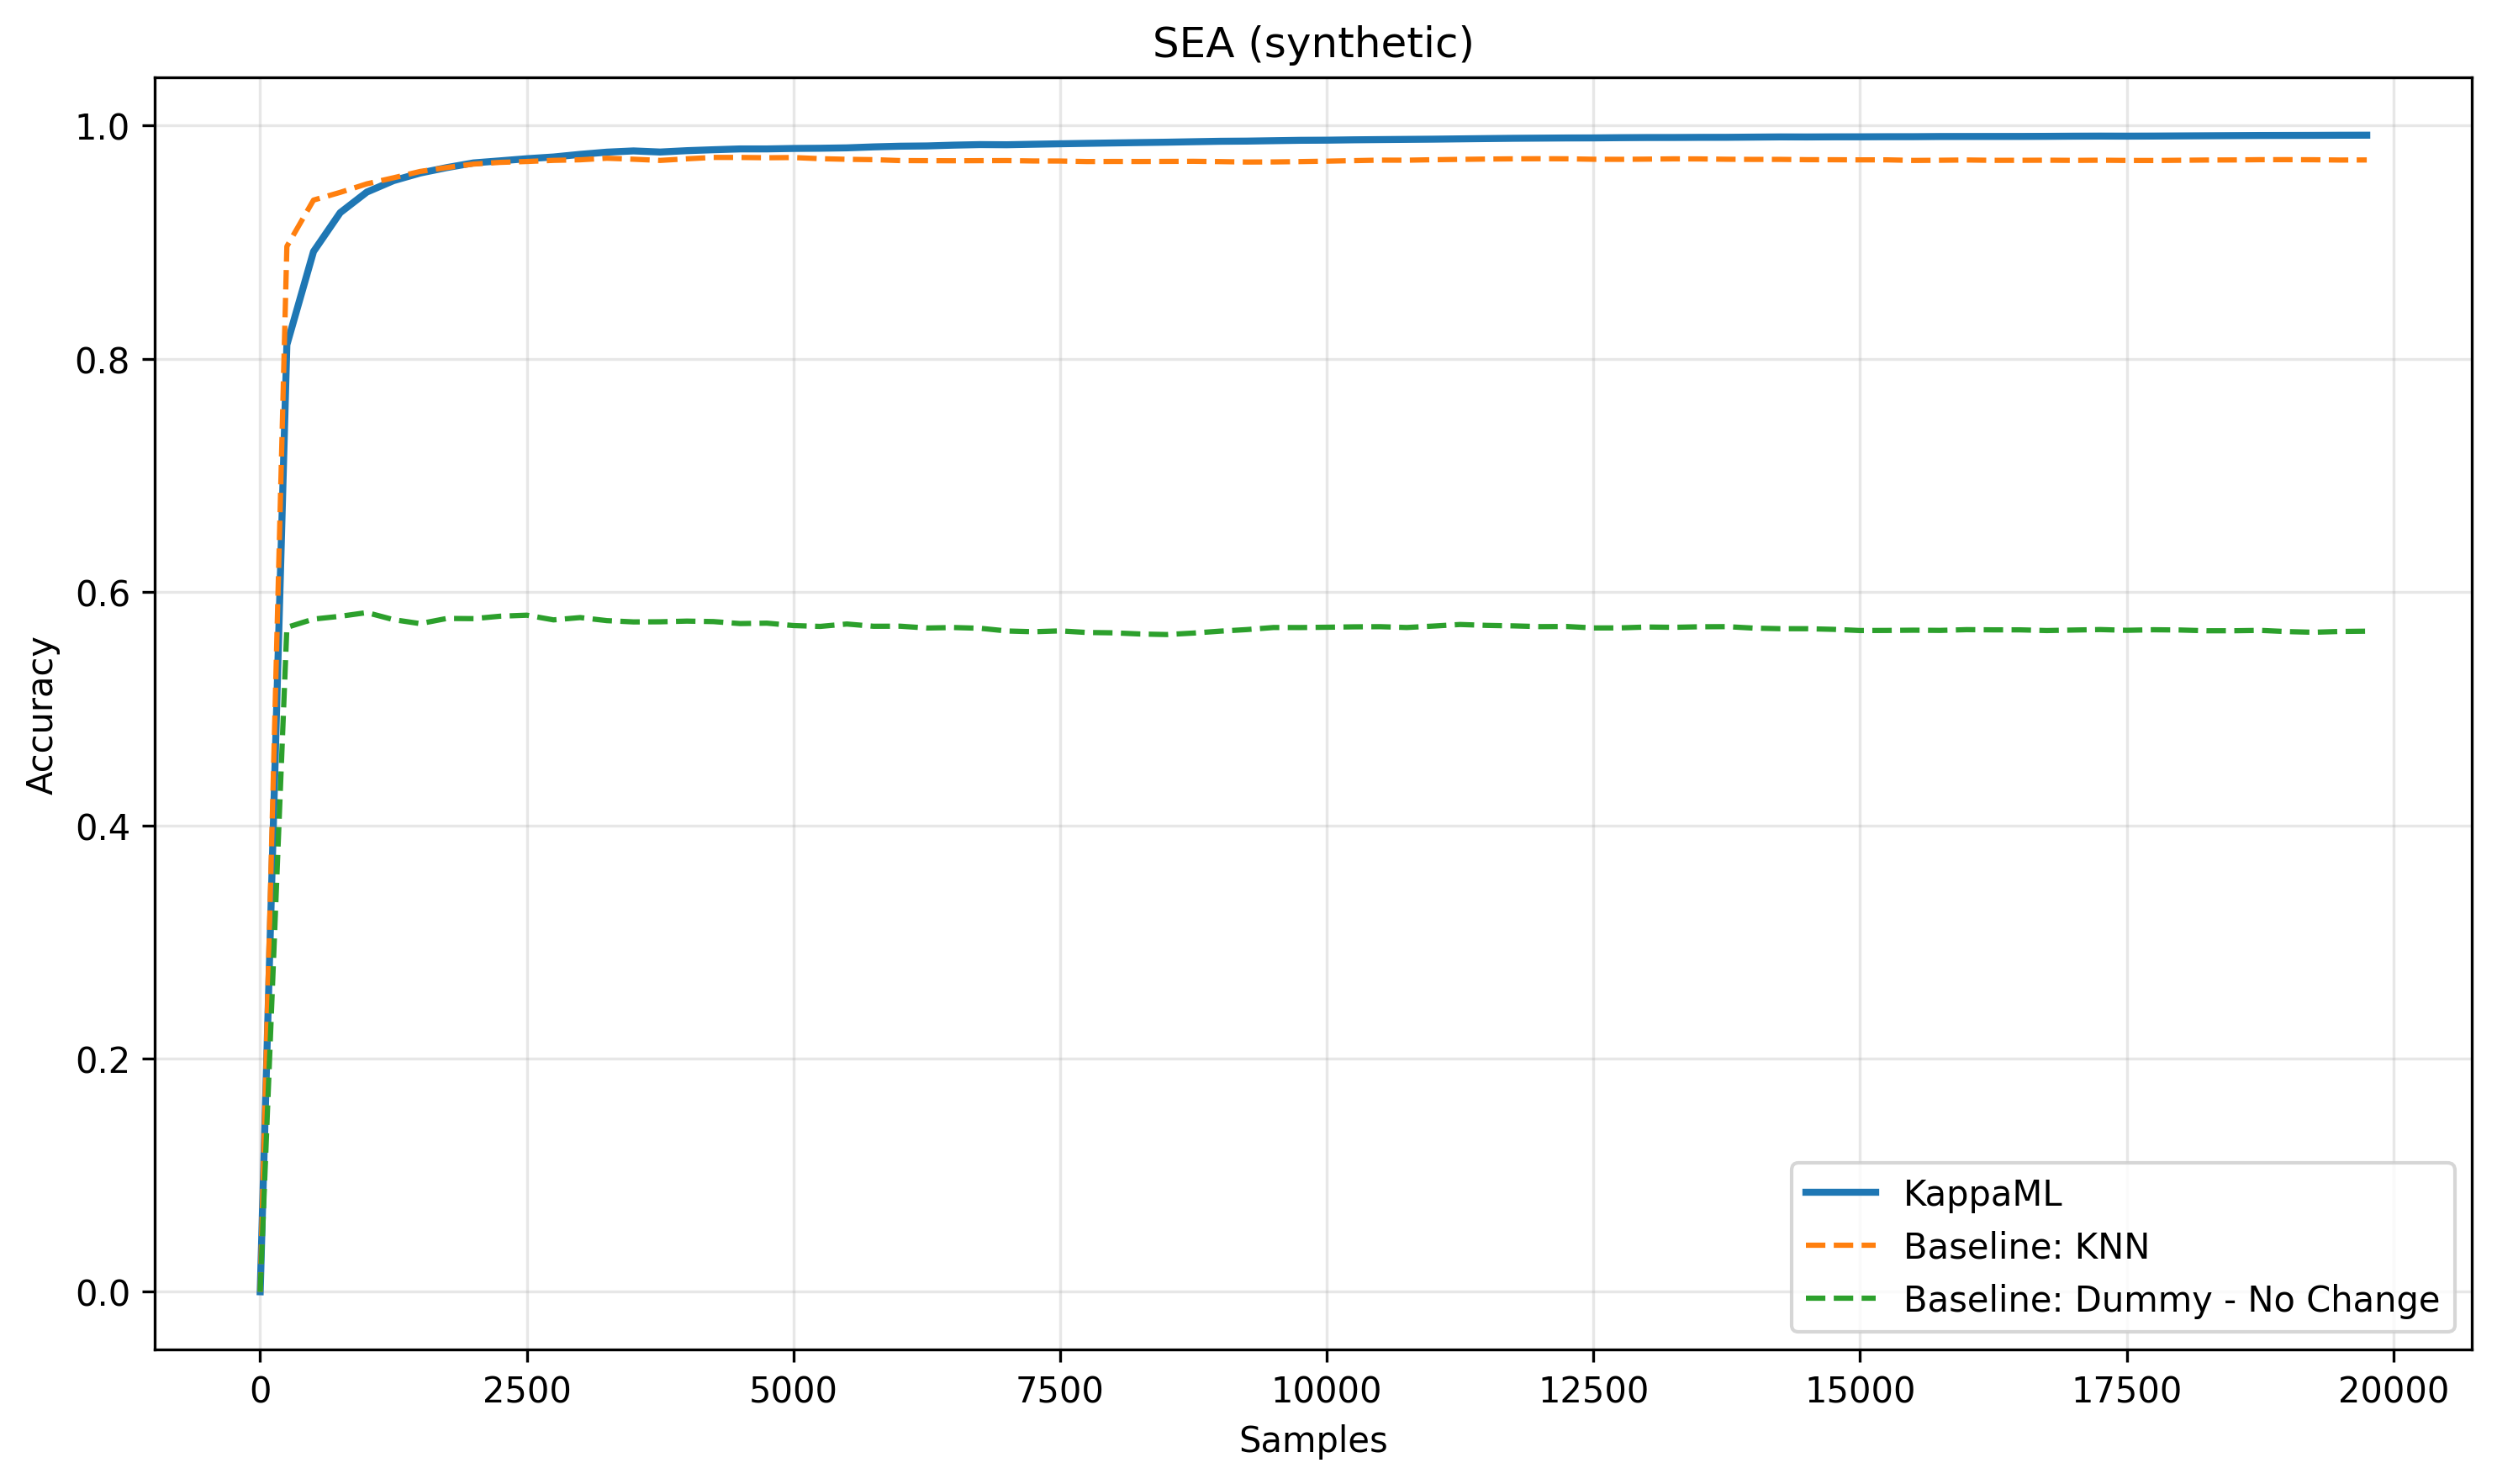 SEA (synthetic)
Accuracy
1.0
0.8
0.6
0.4
0.2
0.0
0 2500 5000 7500 10000 12500 15000 17500 20000
Samples
KappaML
Baseline: KNN
Baseline: Dummy - No Change